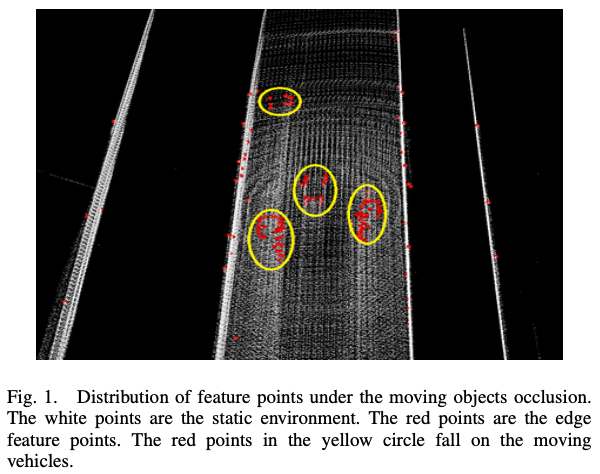 Fig. 1. Distribution of feature points under the moving objects occlusion.
The white points are the static environment. The red points are the edge
feature points. The red points in the yellow circle fall on the moving
vehicles.